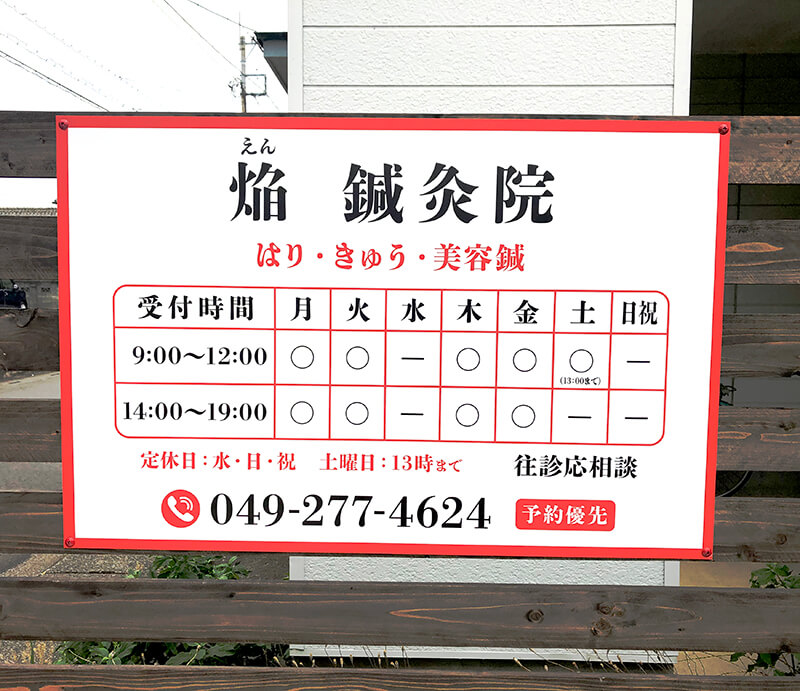 えん
焔 鍼灸院
はり・きゅう・美容鍼
受付時間 月 火 水 木 金 土 日祝
9:00〜12:00 ○ ○ — ○ ○ ○ —
(13:00まで)
14:00〜19:00 ○ ○ — ○ ○ — —
定休日:水・日・祝 土曜日:13時まで 往診応相談
049-277-4624 予約優先